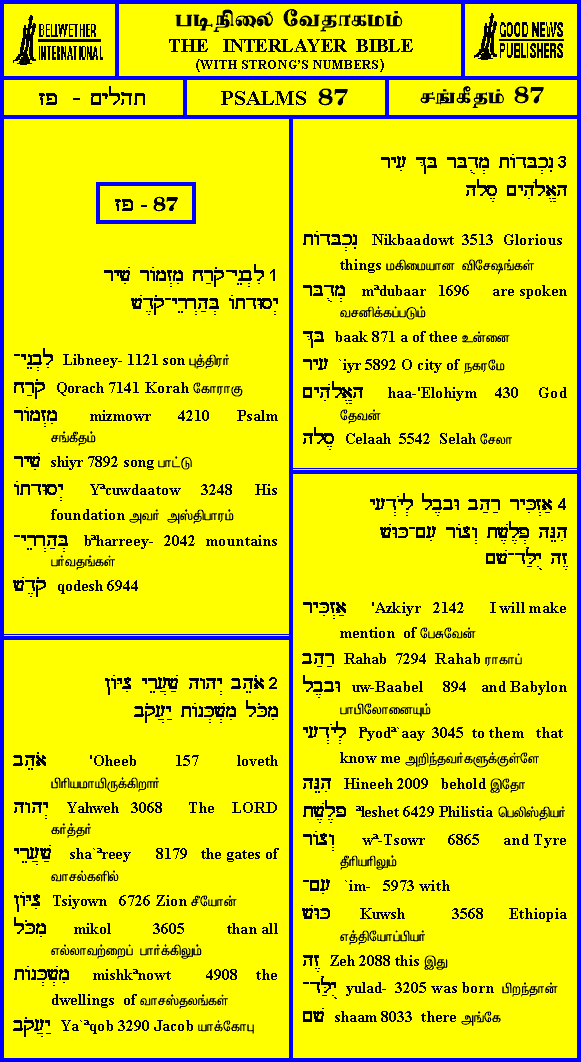 BELLWETHER
INTERNATIONAL
படிநிலை வேதாகமம்
THE INTERLAYER BIBLE
(WITH STRONG'S NUMBERS)
GOOD NEWS
PUBLISHERS
תהלים - פז
PSALMS 87
சங்கீதம் 87
87 - פז
1 לִבְנֵי־קֹרַח מִזְמוֹר שִׁיר
יְסוּדָתוֹ בְּהַרְרֵי־קֹדֶשׁ
לִבְנֵי־ Libneey- 1121 son புத்திரர்
קֹרַח Qorach 7141 Korah கோராகு
מִזְמוֹר mizmowr 4210 Psalm
சங்கீதம்
שִׁיר shiyr 7892 song பாட்டு
יְסוּדָתוֹ Yªcuwdaatow 3248 His
foundation அவர் அஸ்திபாரம்
בְּהַרְרֵי־ bªharreey- 2042 mountains
பர்வதங்கள்
קֹדֶשׁ qodesh 6944
2 אֹהֵב יְהוָה שַׁעֲרֵי צִיּוֹן
מִכֹּל מִשְׁכְּנוֹת יַעֲקֹב
אֹהֵב 'Oheeb 157 loveth
பிரியமாயிருக்கிறார்
יְהוָה Yahweh 3068 The LORD
கர்த்தர்
שַׁעֲרֵי sha`ªreey 8179 the gates of
வாசல்களில்
צִיּוֹן Tsiyown 6726 Zion சீயோன்
מִכֹּל mikol 3605 than all
எல்லாவற்றைப் பார்க்கிலும்
מִשְׁכְּנוֹת mishkªnowt 4908 the
dwellings of வாசஸ்தலங்கள்
יַעֲקֹב Ya`ªqob 3290 Jacob யாக்கோபு
3 נִכְבָּדוֹת מְדֻבָּר בָּךְ עִיר
הָאֱלֹהִים סֶלָה
נִכְבָּדוֹת Nikbaadowt 3513 Glorious
things மகிமையான விசேஷங்கள்
מְדֻבָּר mªdubaar 1696 are spoken
வசனிக்கப்படும்
בָּךְ baak 871 a of thee உன்னை
עִיר `iyr 5892 O city of நகரமே
הָאֱלֹהִים haa-'Elohiym 430 God
தேவன்
סֶלָה Celaah 5542 Selah சேலா
4 אַזְכִּיר רַהַב וּבָבֶל לְיֹדְעָי
הִנֵּה פְלֶשֶׁת וְצוֹר עִם־כּוּשׁ
זֶה יֻלַּד־שָׁם
אַזְכִּיר 'Azkiyr 2142 I will make
mention of பேசுவேன்
רַהַב Rahab 7294 Rahab ராகாப்
וּבָבֶל uw-Baabel 894 and Babylon
பாபிலோனையும்
לְיֹדְעָי lªyodª`aay 3045 to them that
know me அறிந்தவர்களுக்குள்ளே
הִנֵּה Hineeh 2009 behold இதோ
פְלֶשֶׁת ªleshet 6429 Philistia பெலிஸ்தியர்
וְצוֹר wª-Tsowr 6865 and Tyre
தீரியரிலும்
עִם־ `im- 5973 with
כּוּשׁ Kuwsh 3568 Ethiopia
எத்தியோப்பியர்
זֶה Zeh 2088 this இது
יֻלַּד־ yulad- 3205 was born பிறந்தான்
שָׁם shaam 8033 there அங்கே